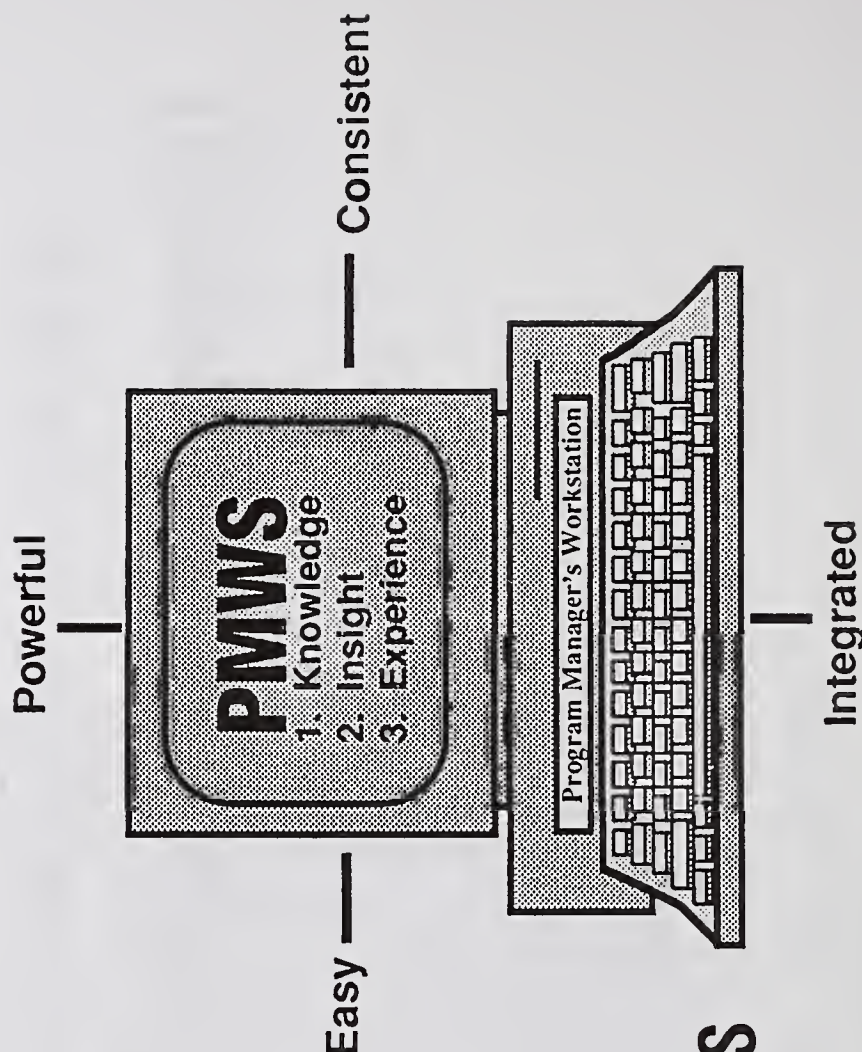 Powerful
Easy
Consistent
PMWS
1. Knowledge
2. Insight
3. Experience
Program Manager's Workstation
Integrated
S